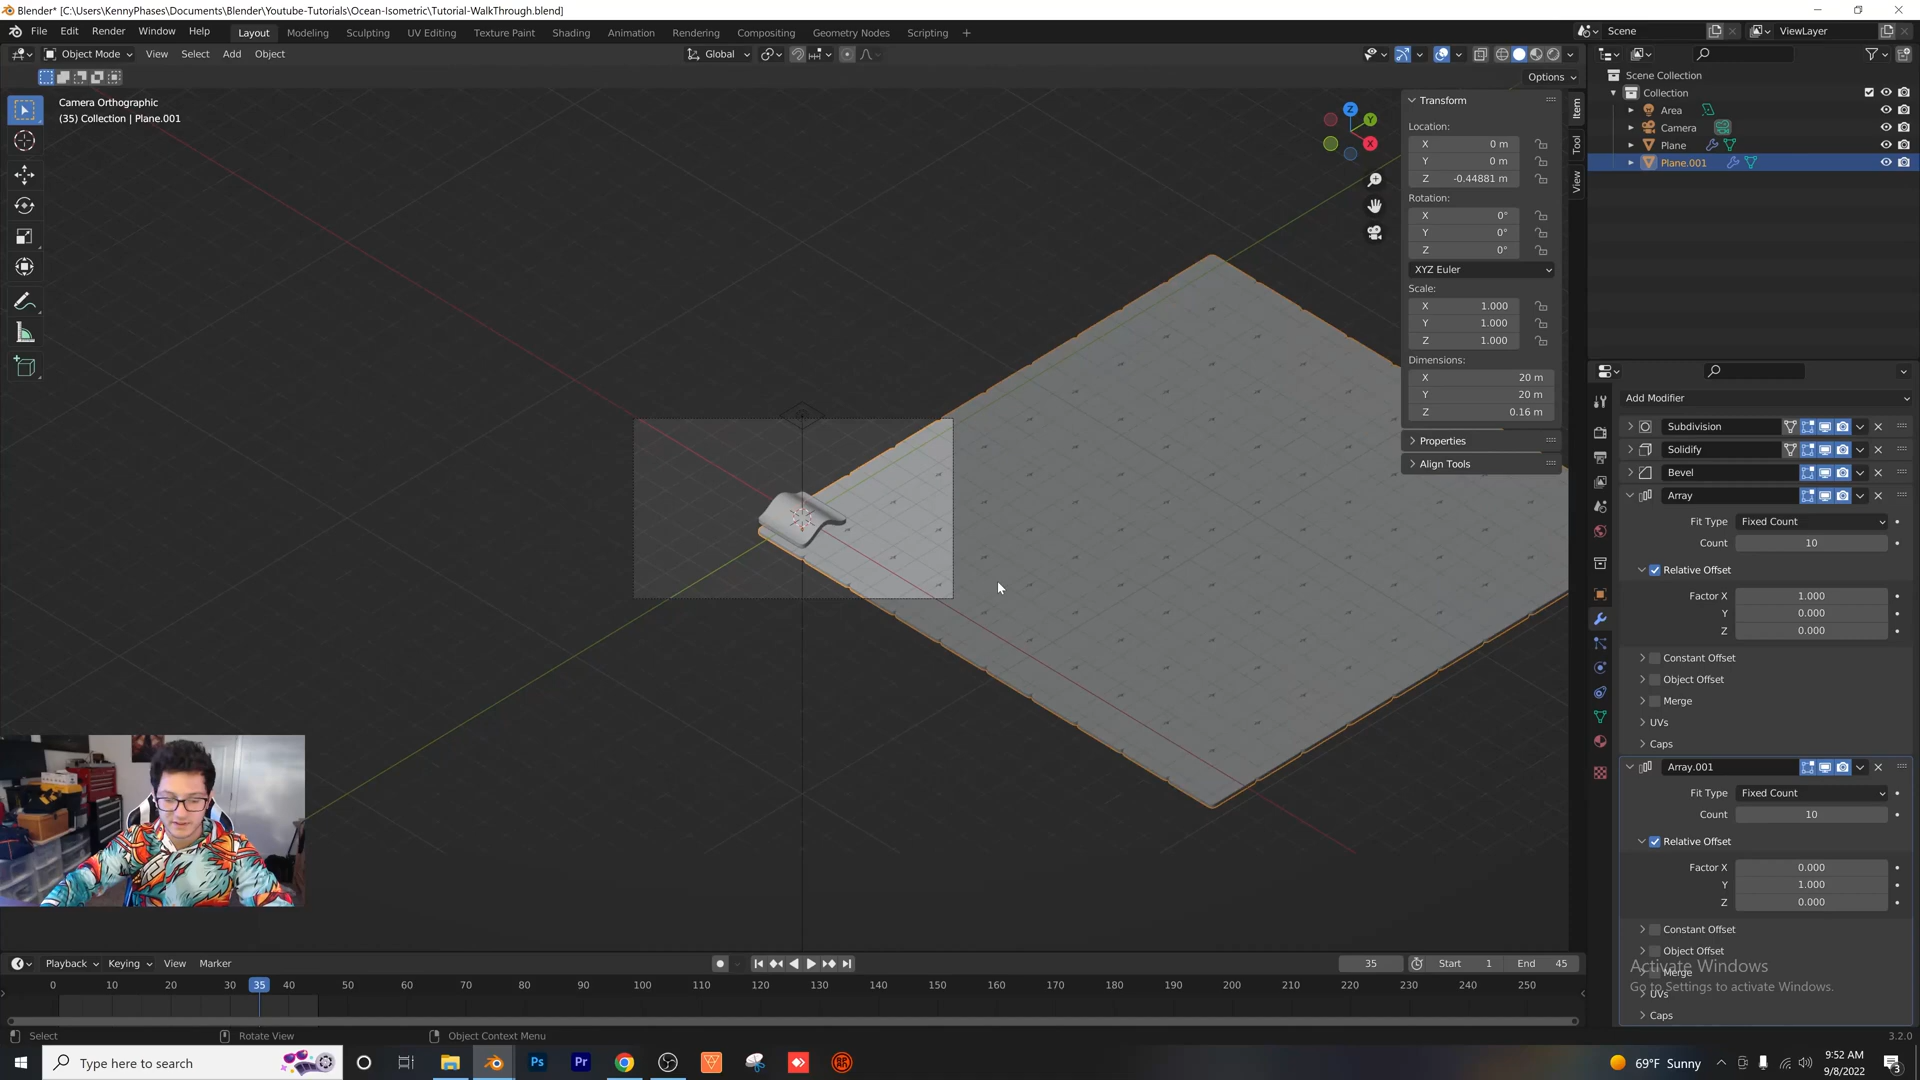 Blender* [C:\Users\KennyPhases\Documents\Blender\Youtube-Tutorials\Ocean-Isometric\Tutorial-WalkThrough.blend]
File Edit Render Window Help Layout Modeling Sculpting UV Editing Texture Paint Shading Animation Rendering Compositing Geometry Nodes Scripting + Scene ViewLayer
Object Mode View Select Add Object Global
Options
Camera Orthographic
(35) Collection | Plane.001
Z
Y
X
Transform
Location:
X 0 m
Y 0 m
Z -0.44881 m
Rotation:
X 0°
Y 0°
Z 0°
XYZ Euler
Scale:
X 1.000
Y 1.000
Z 1.000
Dimensions:
X 20 m
Y 20 m
Z 0.16 m
Properties
Align Tools
Item
Tool
View
Scene Collection
Collection
Area
Camera
Plane
Plane.001
Add Modifier
Subdivision
Solidify
Bevel
Array
Fit Type Fixed Count
Count 10
Relative Offset
Factor X 1.000
Y 0.000
Z 0.000
Constant Offset
Object Offset
Merge
UVs
Caps
Array.001
Fit Type Fixed Count
Count 10
Relative Offset
Factor X 0.000
Y 1.000
Z 0.000
Constant Offset
Object Offset
Merge
UVs
Caps
Activate Windows
Go to Settings to activate Windows.
Playback Keying View Marker 35 Start 1 End 45
0 10 20 30 35 40 50 60 70 80 90 100 110 120 130 140 150 160 170 180 190 200 210 220 230 240 250
Select Rotate View Object Context Menu 3.2.0
Type here to search Ps Pr 69°F Sunny 9:52 AM
9/8/2022 3